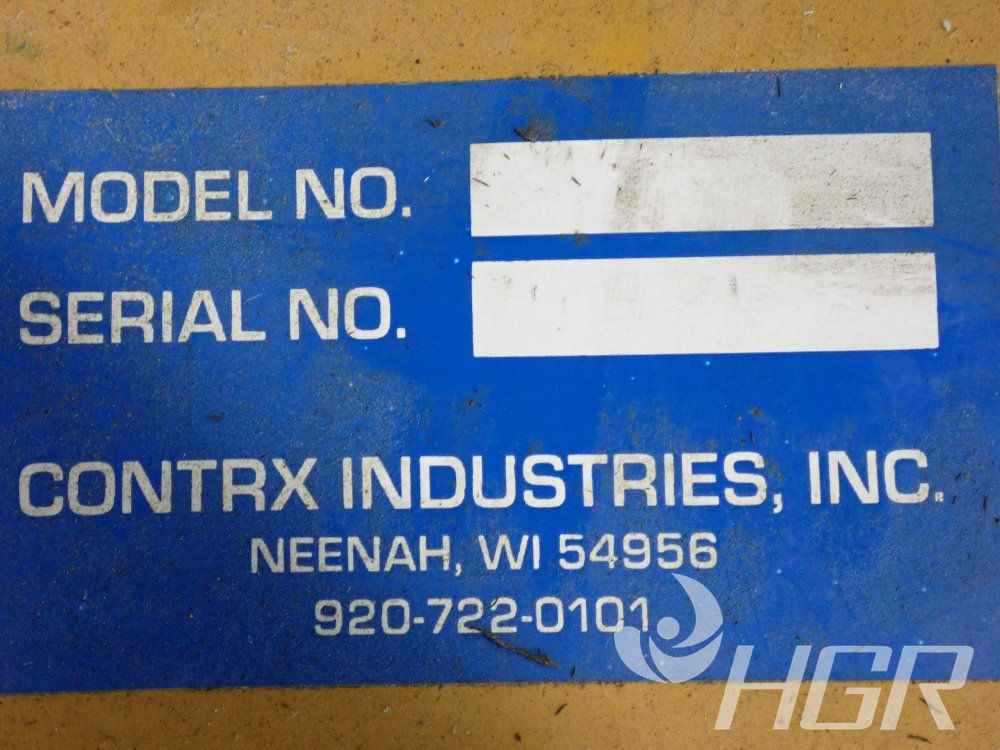 MODEL NO.
SERIAL NO.
CONTRX INDUSTRIES, INC.
NEENAH, WI 54956
920-722-0101
HGR